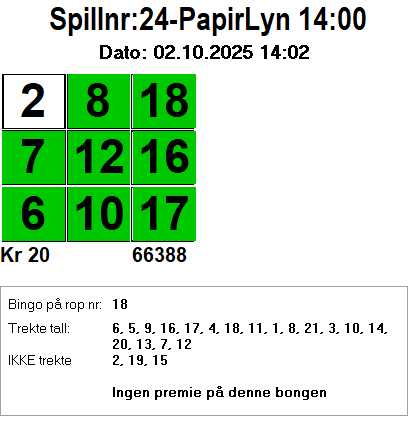 Spillnr:24-PapirLyn 14:00
Dato: 02.10.2025 14:02
2 8 18
7 12 16
6 10 17
Kr 20 66388
Bingo på rop nr: 18
Trekte tall: 6, 5, 9, 16, 17, 4, 18, 11, 1, 8, 21, 3, 10, 14,
20, 13, 7, 12
IKKE trekte 2, 19, 15
Ingen premie på denne bongen